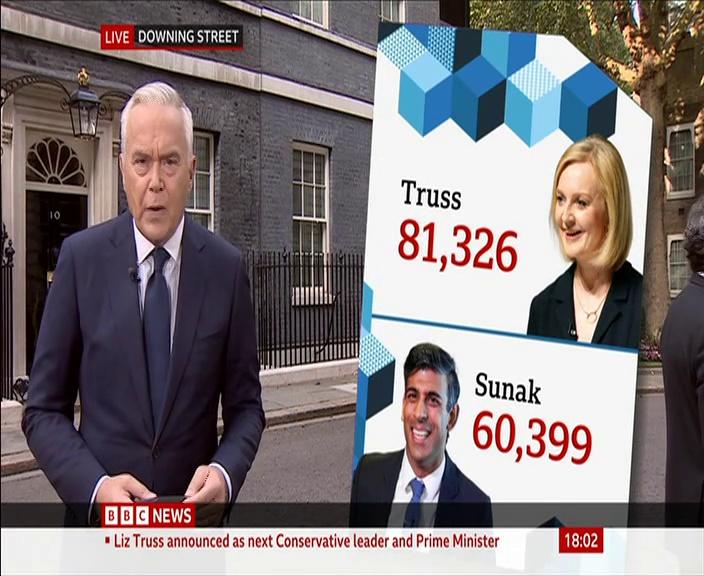 LIVE DOWNING STREET
10
Truss
81,326
Sunak
60,399
BBC NEWS
▪ Liz Truss announced as next Conservative leader and Prime Minister 18:02